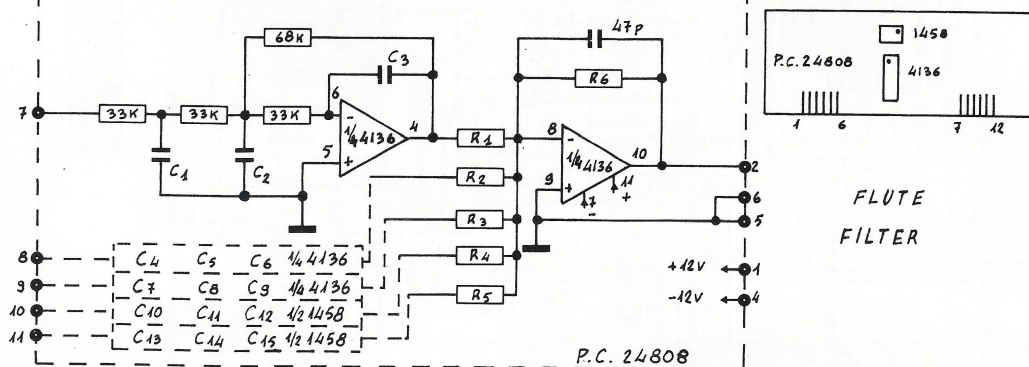 68K
C3
47P
R6
7
33K
33K
33K
6
-
1/4 4136
4
5
+
C1
C2
R1
R2
R3
R4
R5
8
-
1/4 4136
10
9
+
7
-
11
+
2
6
5
+12V
1
-12V
4
8
C4 C5 C6 1/4 4136
9
C7 C8 C9 1/4 4136
10
C10 C11 C12 1/2 1458
11
C13 C14 C15 1/2 1458
P.C. 24808
1458
P.C. 24808
4136
1 6 7 12
FLUTE
FILTER